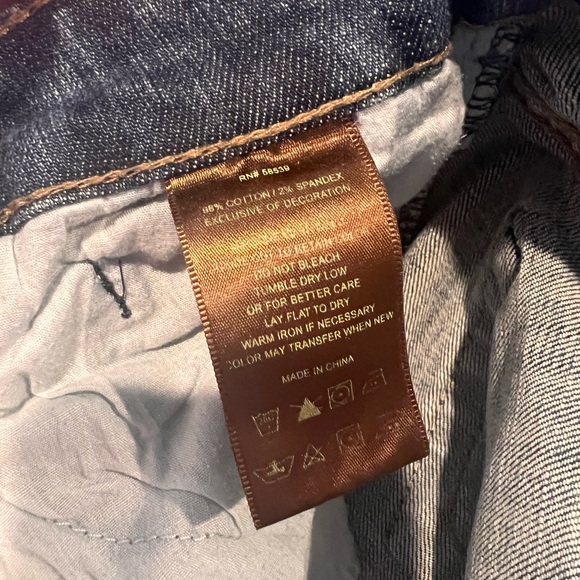 RN# 58539
98% COTTON / 2% SPANDEX
EXCLUSIVE OF DECORATION
DO NOT BLEACH
TUMBLE DRY LOW
OR FOR BETTER CARE
LAY FLAT TO DRY
WARM IRON IF NECESSARY
COLOR MAY TRANSFER WHEN NEW
MADE IN CHINA